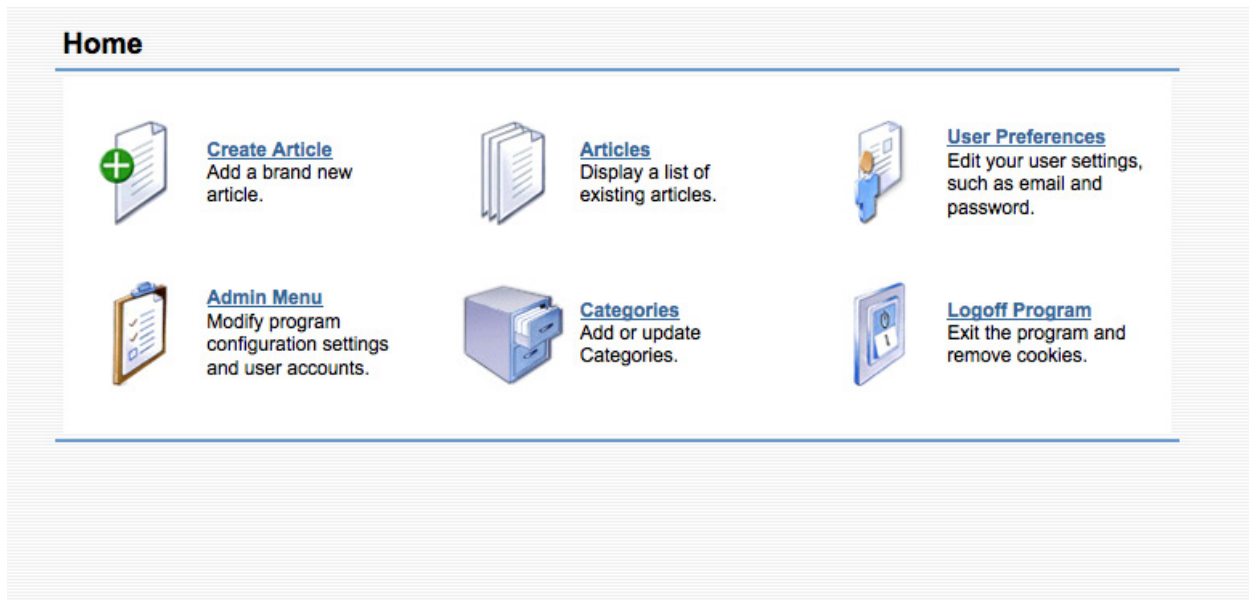 Home
Create Article
Add a brand new
article.
Articles
Display a list of
existing articles.
User Preferences
Edit your user settings,
such as email and
password.
Admin Menu
Modify program
configuration settings
and user accounts.
Categories
Add or update
Categories.
Logoff Program
Exit the program and
remove cookies.